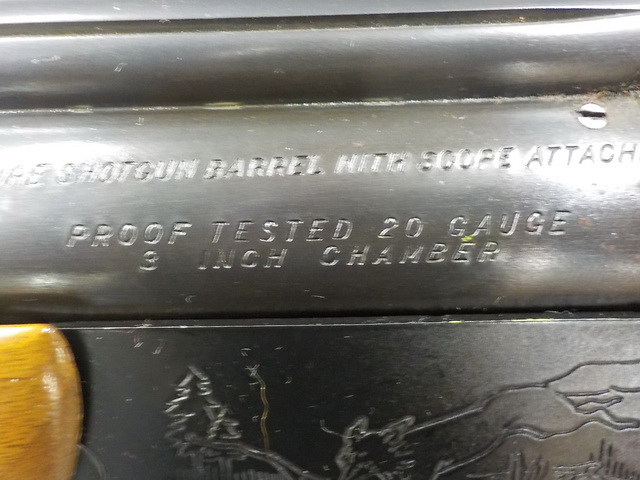 SHOTGUN BARREL WITH SCOPE ATTACH
PROOF TESTED 20 GAUGE
3 INCH CHAMBER